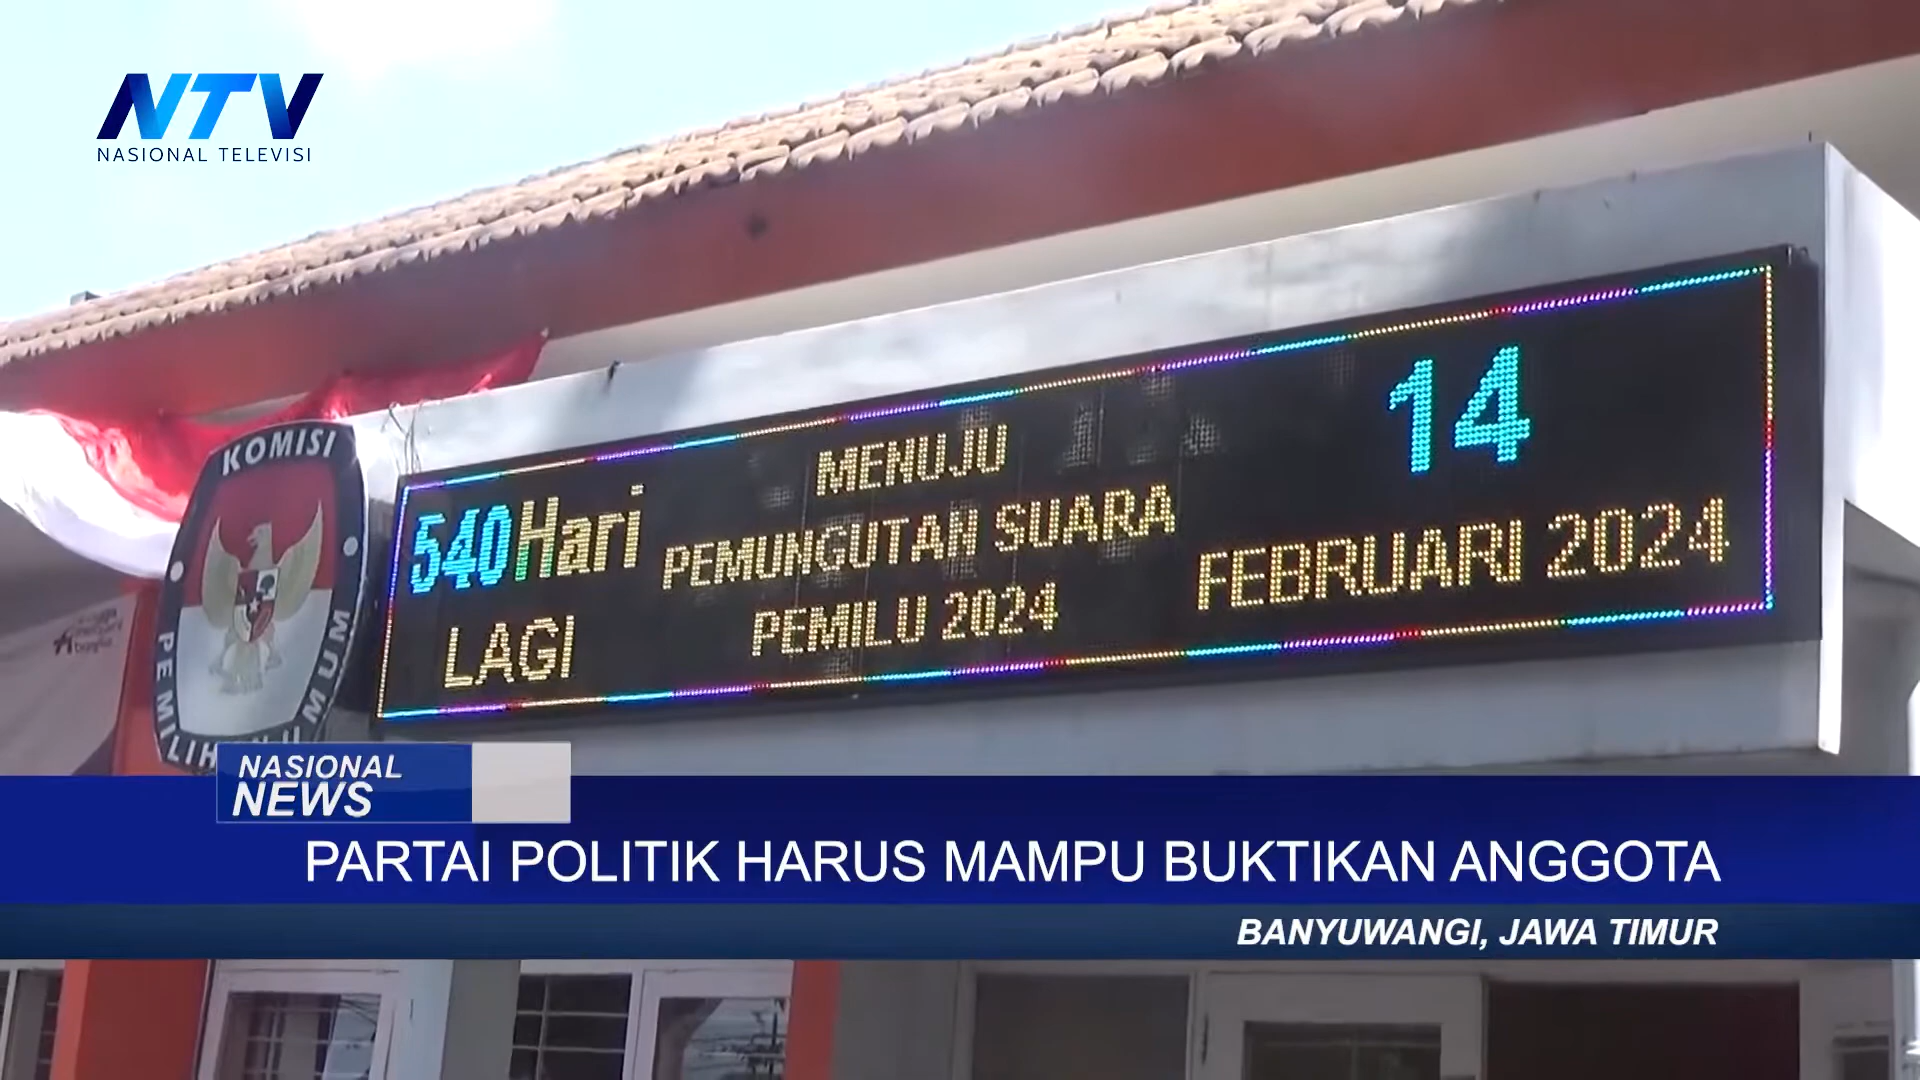 NTV
NASIONAL TELEVISI
KOMISI
PEMILIHAN UMUM
540 Hari
LAGI
MENUJU
PEMUNGUTAN SUARA
PEMILU 2024
14
FEBRUARI 2024
NASIONAL
NEWS
PARTAI POLITIK HARUS MAMPU BUKTIKAN ANGGOTA
BANYUWANGI, JAWA TIMUR